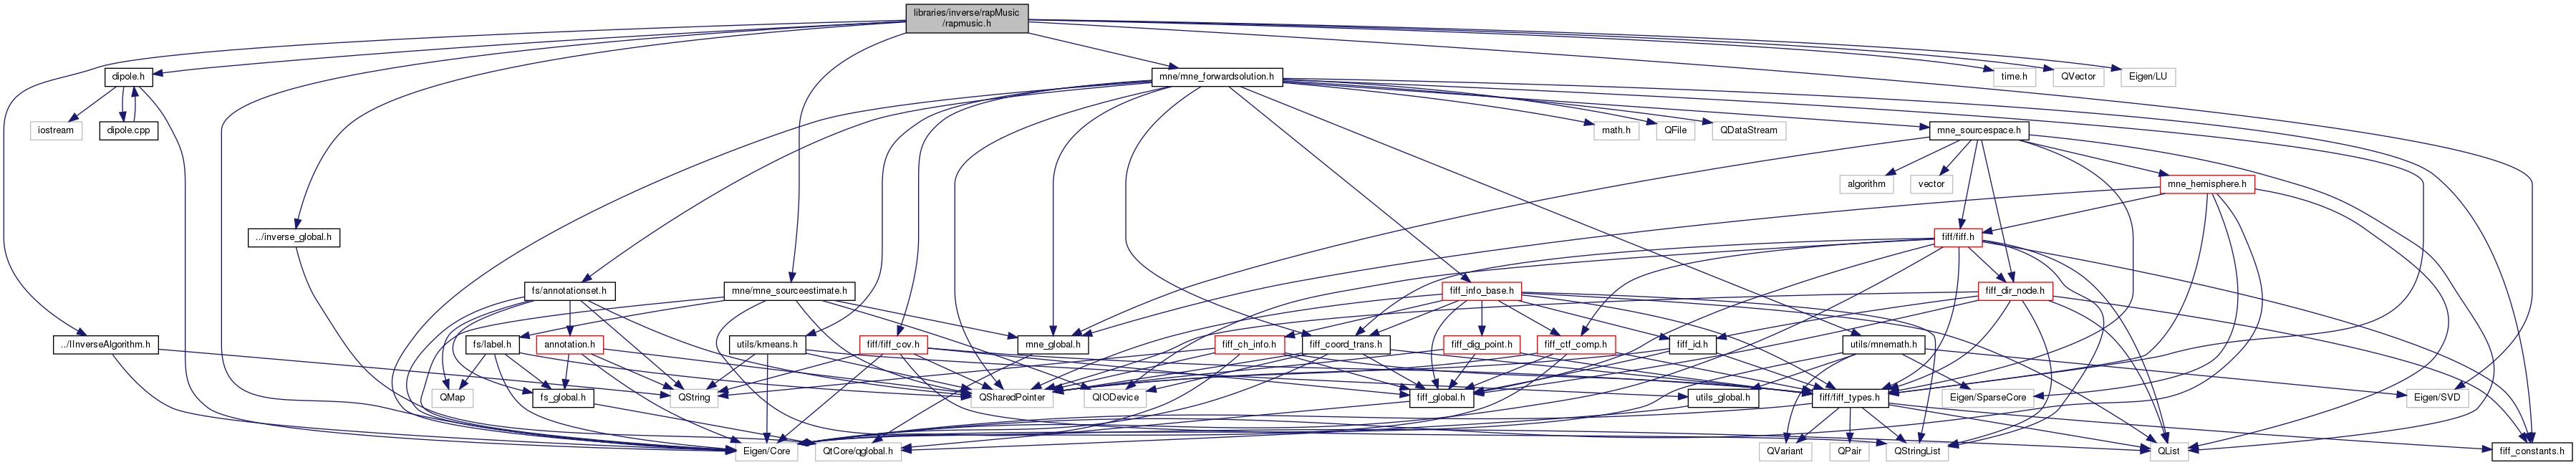 libraries/inverse/rapMusic
/rapmusic.h
dipole.h
mne/mne_forwardsolution.h
time.h
QVector
Eigen/LU
iostream
dipole.cpp
math.h
QFile
QDataStream
mne_sourcespace.h
algorithm
vector
mne_hemisphere.h
../inverse_global.h
fiff/fiff.h
fs/annotationset.h
mne/mne_sourceestimate.h
fiff_info_base.h
fiff_dir_node.h
../IInverseAlgorithm.h
fs/label.h
annotation.h
utils/kmeans.h
fiff/fiff_cov.h
mne_global.h
fiff_coord_trans.h
fiff_ch_info.h
fiff_dig_point.h
fiff_ctf_comp.h
fiff_id.h
utils/mnemath.h
QMap
fs_global.h
QString
QSharedPointer
QIODevice
fiff_global.h
utils_global.h
fiff/fiff_types.h
Eigen/SparseCore
Eigen/SVD
Eigen/Core
QtCore/qglobal.h
QVariant
QPair
QStringList
QList
fiff_constants.h